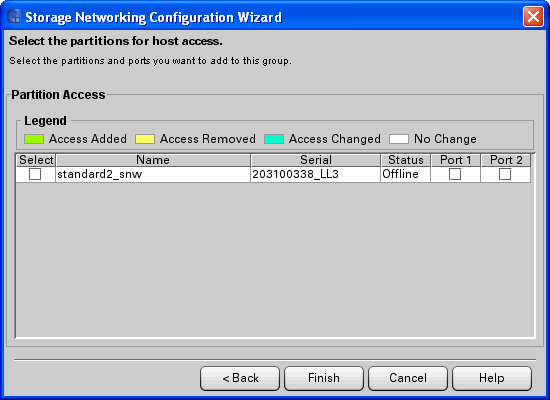 Storage Networking Configuration Wizard
Select the partitions for host access.
Select the partitions and ports you want to add to this group.
Partition Access
Legend
Access Added Access Removed Access Changed No Change
Select Name Serial Status Port 1 Port 2
standard2_snw 203100338_LL3 Offline
< Back Finish Cancel Help